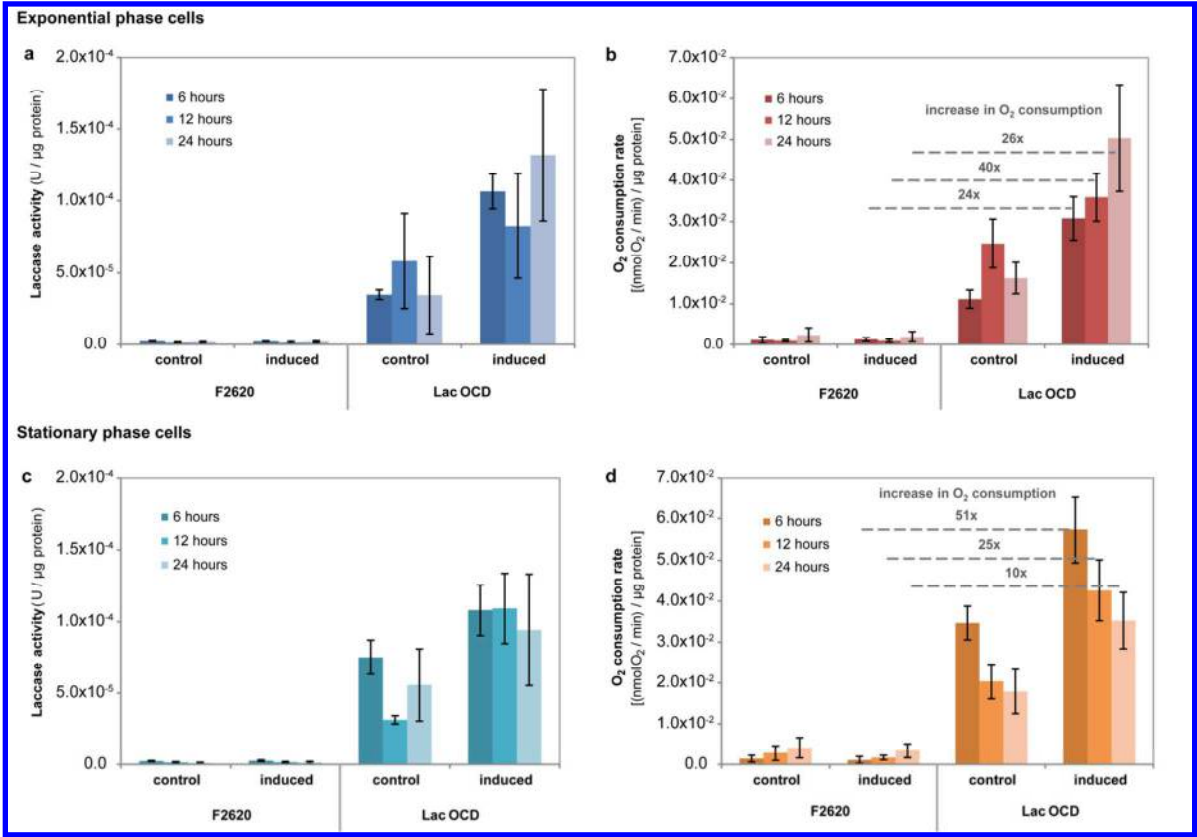 Exponential phase cells
a
Laccase activity (U / µg protein)
2.0x10⁻⁴
1.5x10⁻⁴
1.0x10⁻⁴
5.0x10⁻⁵
0.0
6 hours
12 hours
24 hours
control
induced
control
induced
F2620
Lac OCD
b
O₂ consumption rate
[(nmolO₂ / min) / µg protein]
7.0x10⁻²
6.0x10⁻²
5.0x10⁻²
4.0x10⁻²
3.0x10⁻²
2.0x10⁻²
1.0x10⁻²
0.0
6 hours
12 hours
24 hours
increase in O₂ consumption
26x
40x
24x
control
induced
control
induced
F2620
Lac OCD
Stationary phase cells
c
Laccase activity (U / µg protein)
2.0x10⁻⁴
1.5x10⁻⁴
1.0x10⁻⁴
5.0x10⁻⁵
0.0
6 hours
12 hours
24 hours
control
induced
control
induced
F2620
Lac OCD
d
O₂ consumption rate
[(nmolO₂ / min) / µg protein]
7.0x10⁻²
6.0x10⁻²
5.0x10⁻²
4.0x10⁻²
3.0x10⁻²
2.0x10⁻²
1.0x10⁻²
0.0
6 hours
12 hours
24 hours
increase in O₂ consumption
51x
25x
10x
control
induced
control
induced
F2620
Lac OCD